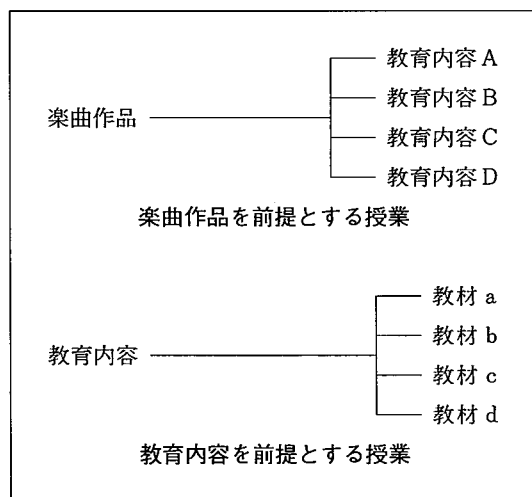 教育内容A
教育内容B
楽曲作品
教育内容C
教育内容D
楽曲作品を前提とする授業
教材a
教材b
教育内容
教材c
教材d
教育内容を前提とする授業